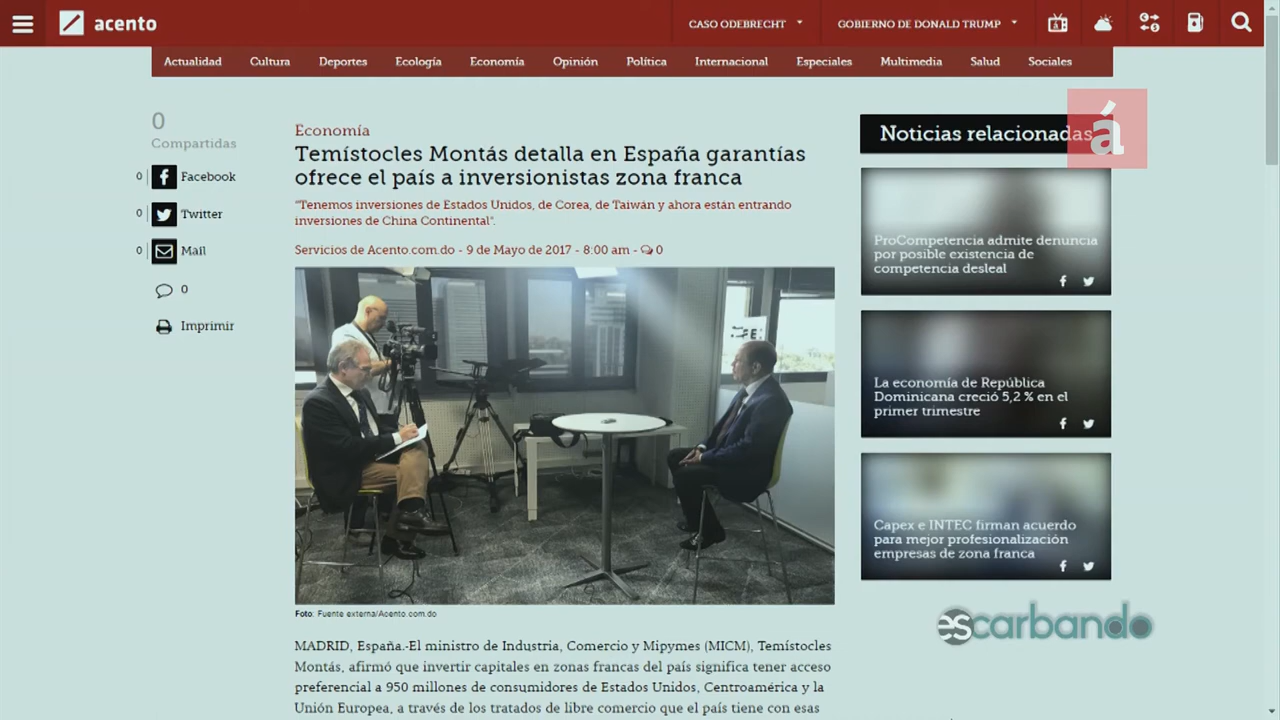 acento
CASO ODEBRECHT
GOBIERNO DE DONALD TRUMP
Actualidad
Cultura
Deportes
Ecología
Economía
Opinión
Política
Internacional
Especiales
Multimedia
Salud
Sociales
0
Compartidas
0 Facebook
0 Twitter
0 Mail
0
Imprimir
Economía
Temístocles Montás detalla en España garantías
ofrece el país a inversionistas zona franca
"Tenemos inversiones de Estados Unidos, de Corea, de Taiwán y ahora están entrando
inversiones de China Continental".
Servicios de Acento.com.do - 9 de Mayo de 2017 - 8:00 am - 0
Foto: Fuente externa/Acento.com.do
MADRID, España.-El ministro de Industria, Comercio y Mipymes (MICM), Temístocles
Montás, afirmó que invertir capitales en zonas francas del país significa tener acceso
preferencial a 950 millones de consumidores de Estados Unidos, Centroamérica y la
Unión Europea, a través de los tratados de libre comercio que el país tiene con esas
Noticias relacionadas
á
ProCompetencia admite denuncia
por posible existencia de
competencia desleal
La economía de República
Dominicana creció 5,2 % en el
primer trimestre
Capex e INTEC firman acuerdo
para mejor profesionalización
empresas de zona franca
escarbando